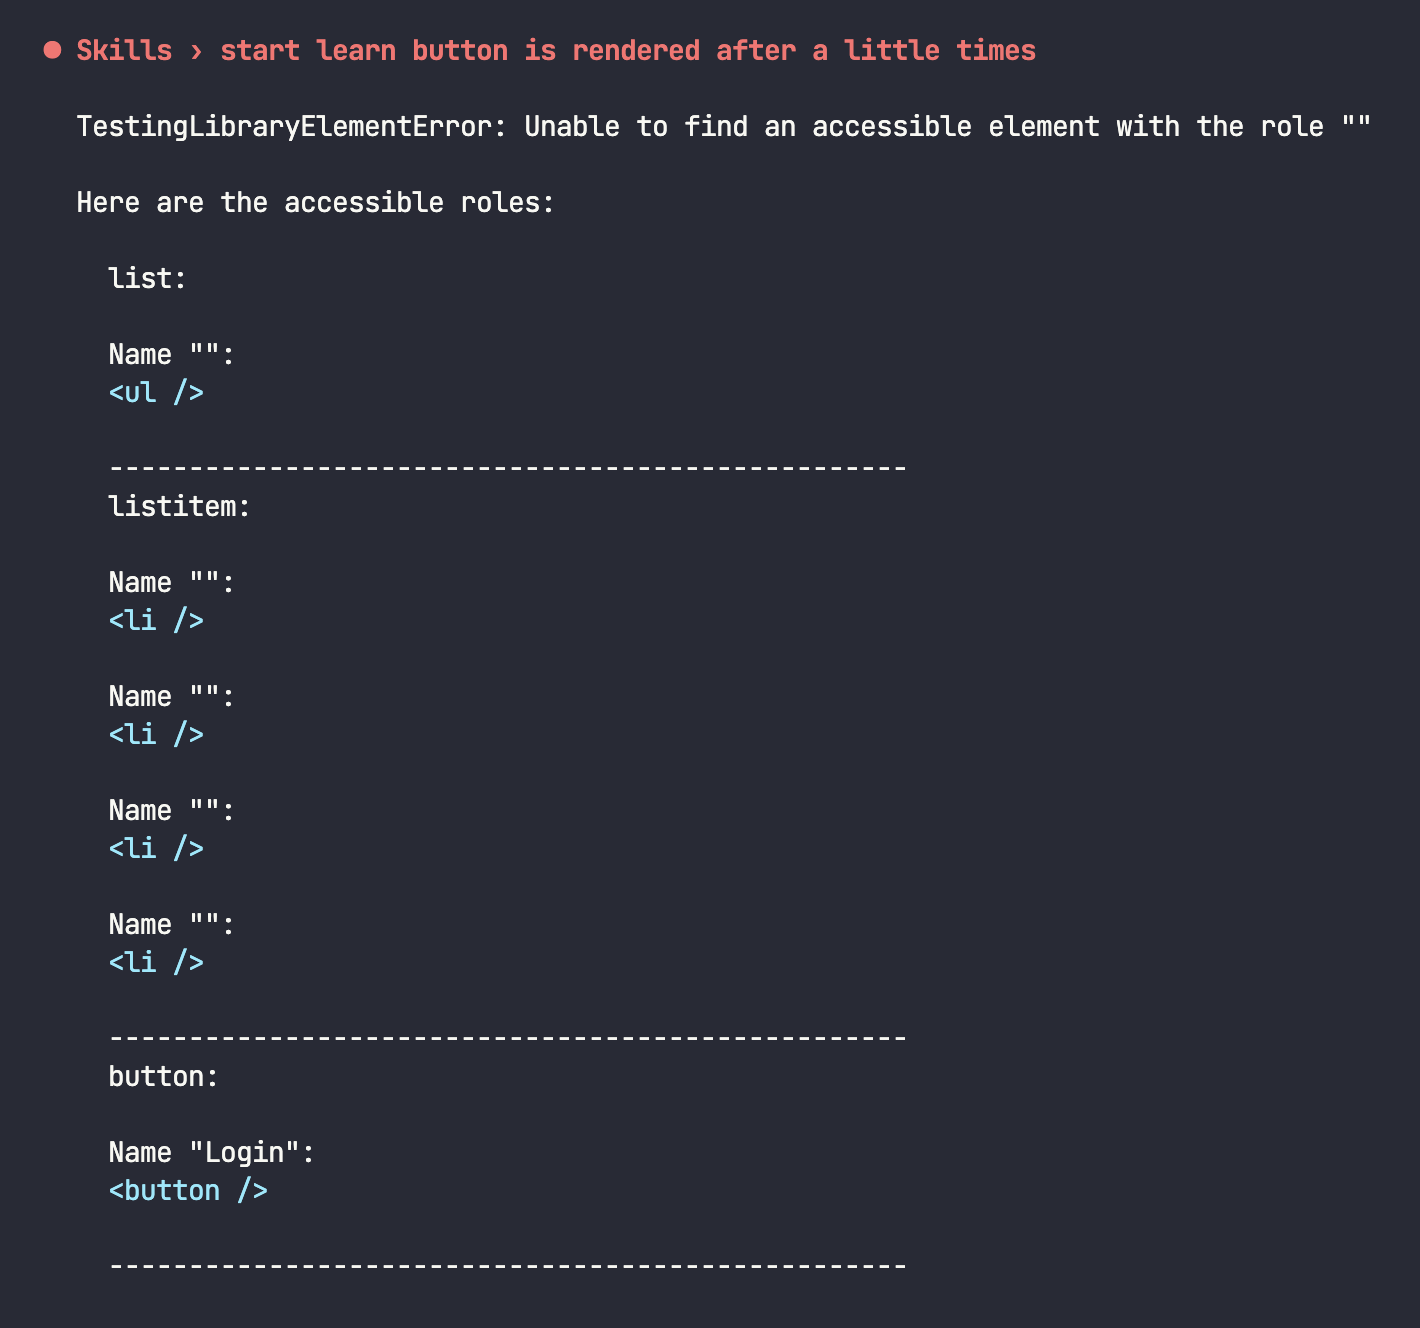 ● Skills › start learn button is rendered after a little times
TestingLibraryElementError: Unable to find an accessible element with the role ""
Here are the accessible roles:
list:
Name "":
<ul />
--------------------------------------------------
listitem:
Name "":
<li />
Name "":
<li />
Name "":
<li />
Name "":
<li />
--------------------------------------------------
button:
Name "Login":
<button />
--------------------------------------------------